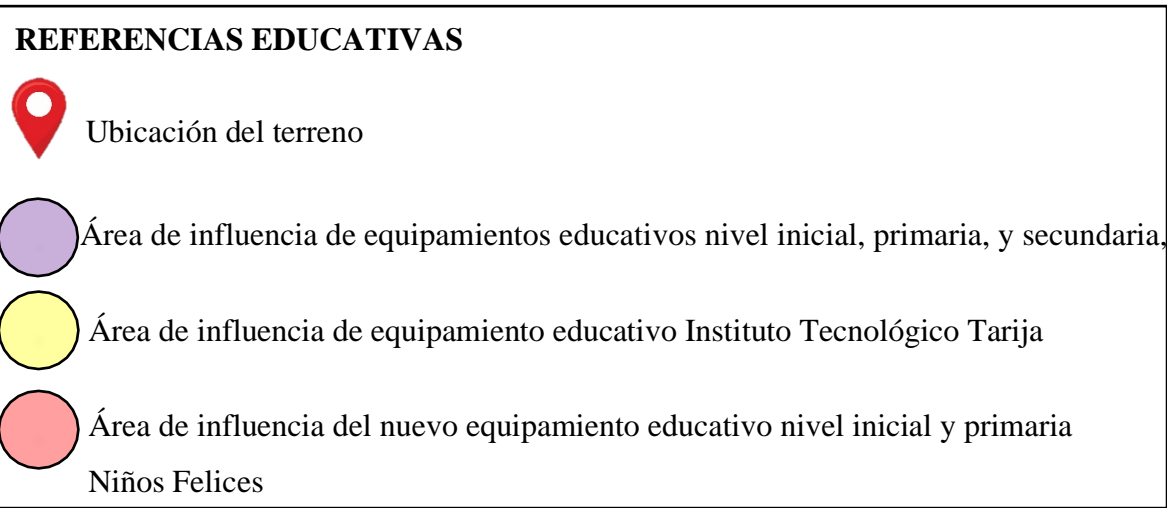 REFERENCIAS EDUCATIVAS
Ubicación del terreno
Área de influencia de equipamientos educativos nivel inicial, primaria, y secundaria,
Área de influencia de equipamiento educativo Instituto Tecnológico Tarija
Área de influencia del nuevo equipamiento educativo nivel inicial y primaria
Niños Felices